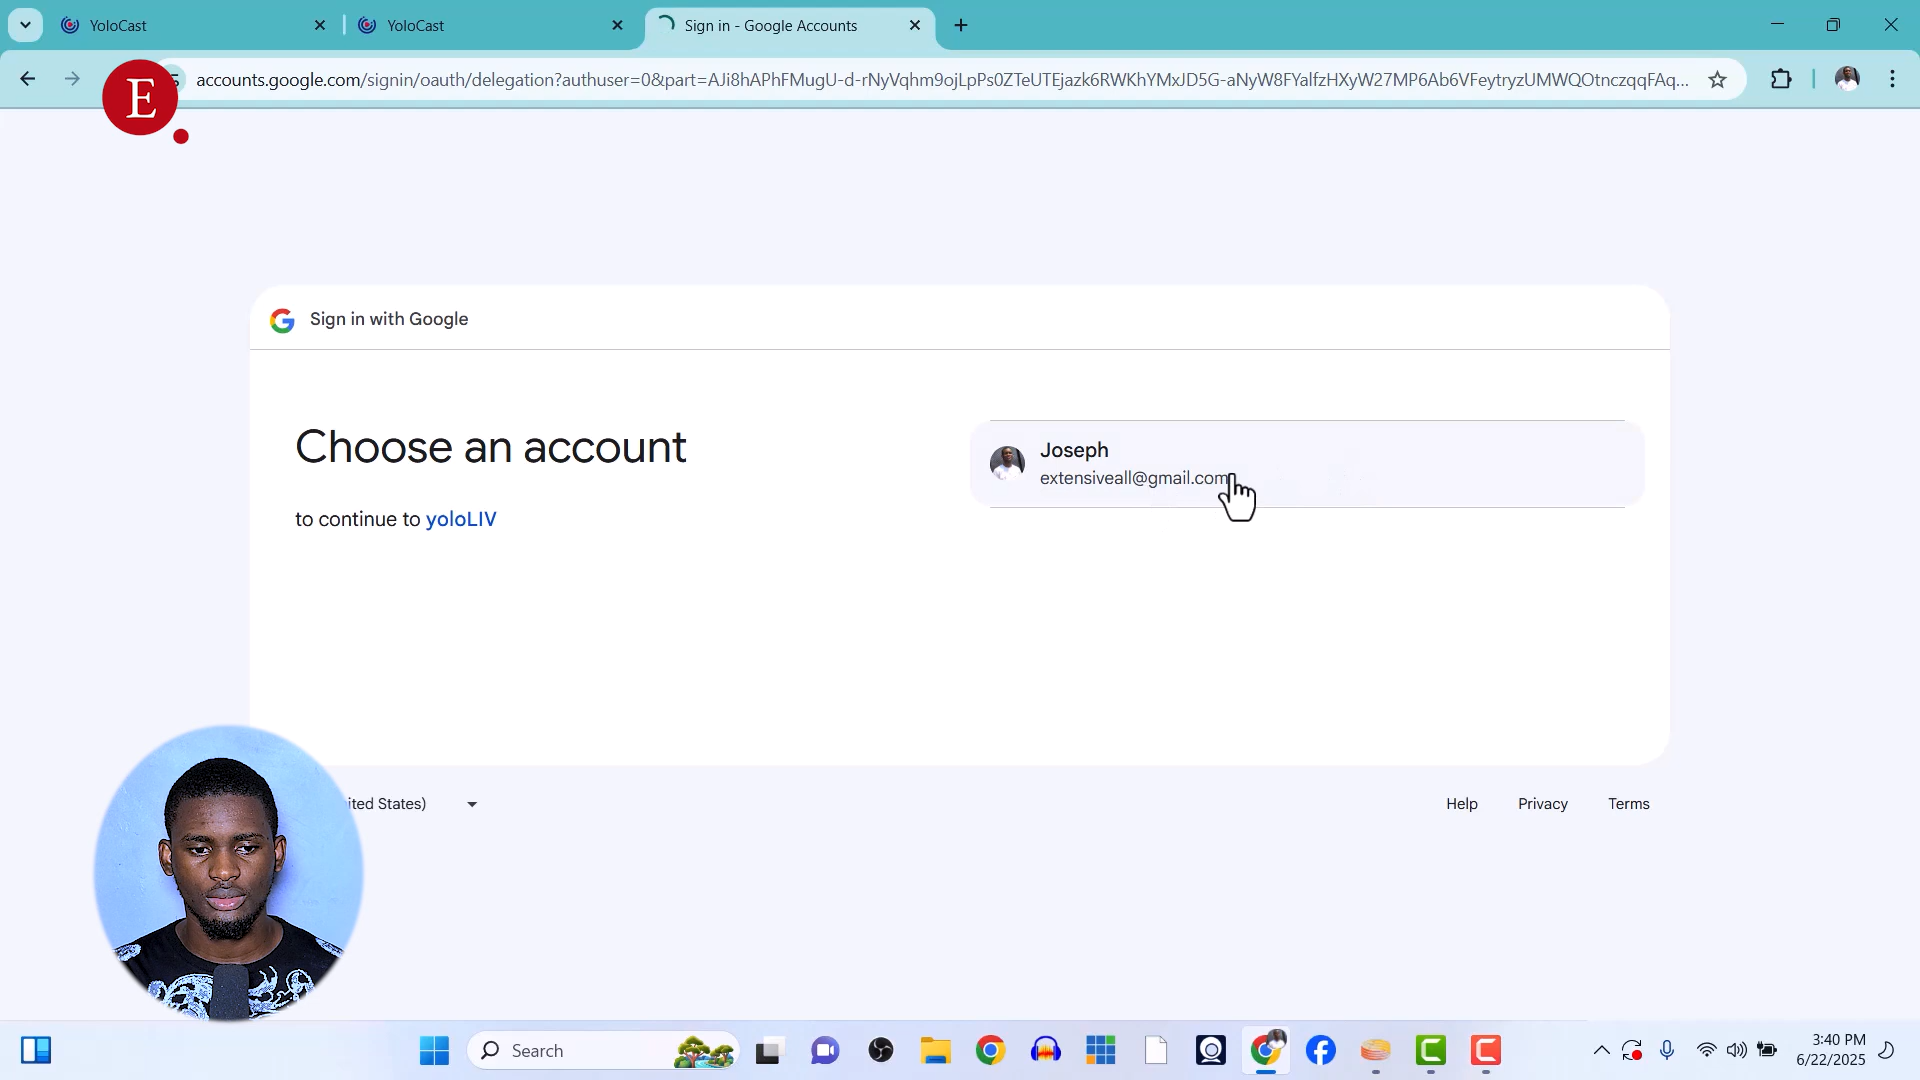 YoloCast
YoloCast
Sign in - Google Accounts
accounts.google.com/signin/oauth/delegation?authuser=0&part=AJi8hAPhFMugU-d-rNyVqhm9ojLpPs0ZTeUTEjazk6RWKhYMxJD5G-aNyW8FYalfzHXyW27MP6Ab6VFeytryzUMWQOtnczqqFAq...
E
Sign in with Google
Choose an account
to continue to yoloLIV
Joseph
extensiveall@gmail.com
ited States)
Help
Privacy
Terms
Search
3:40 PM
6/22/2025